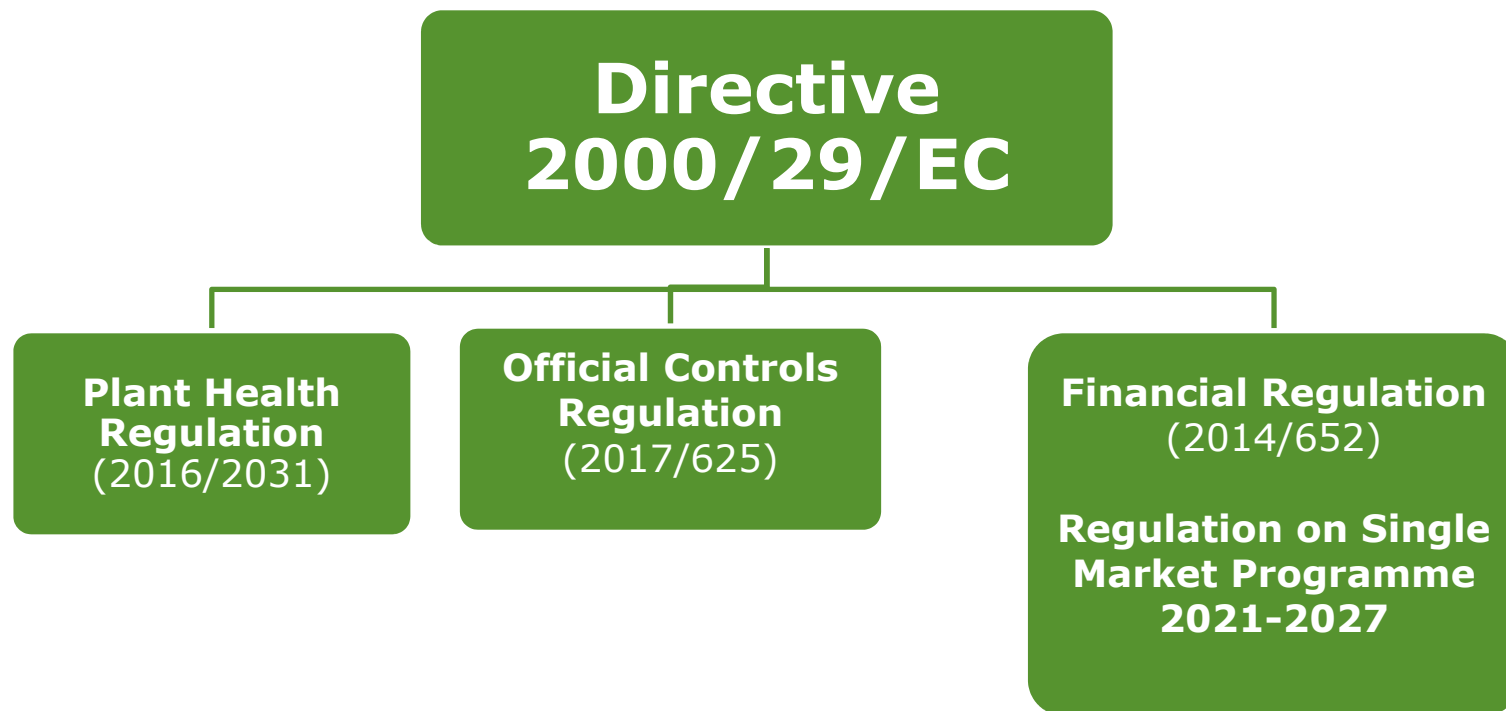 Directive
2000/29/EC
Plant Health
Regulation
(2016/2031)
Official Controls
Regulation
(2017/625)
Financial Regulation
(2014/652)
Regulation on Single
Market Programme
2021-2027